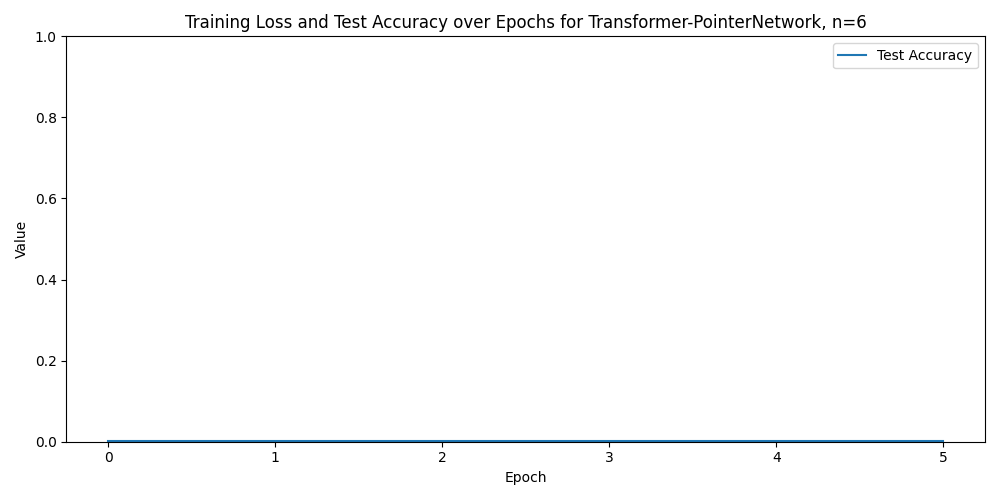 Training Loss and Test Accuracy over Epochs for Transformer-PointerNetwork, n=6
Test Accuracy
1.0
0.8
0.6
0.4
0.2
0.0
Value
0 1 2 3 4 5
Epoch